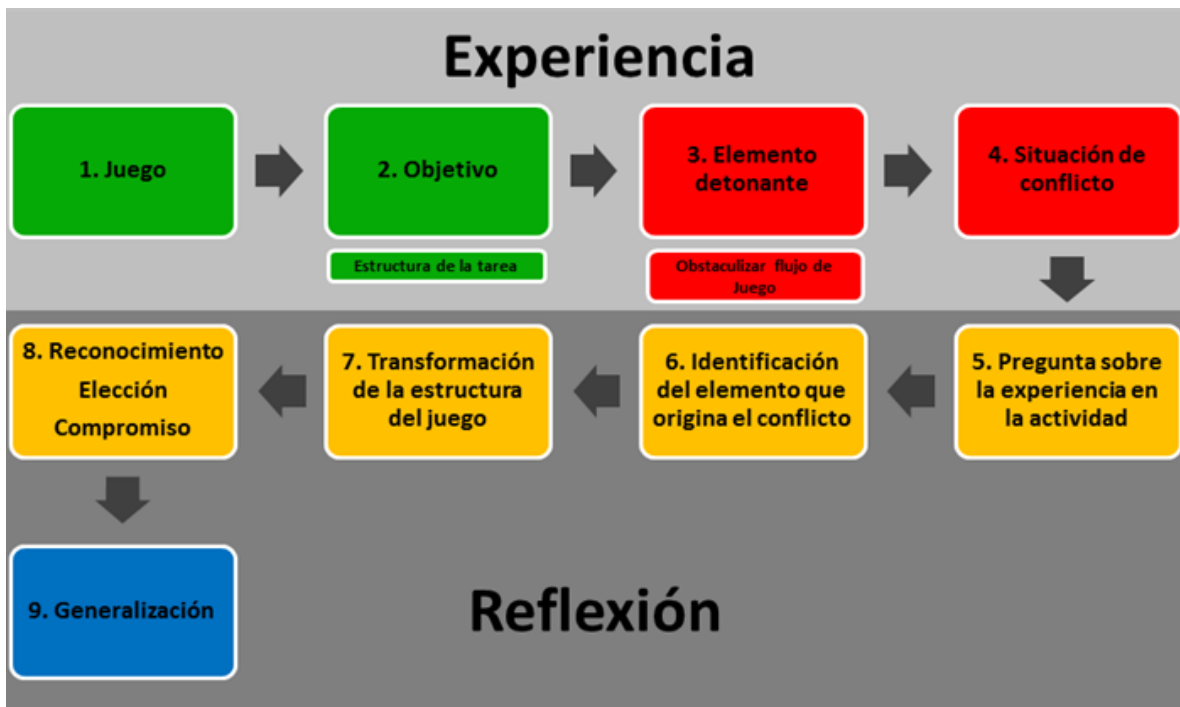 Experiencia
1. Juego
2. Objetivo
3. Elemento
detonante
4. Situación de
conflicto
Estructura de la tarea
Obstaculizar flujo de
Juego
8. Reconocimiento
Elección
Compromiso
7. Transformación
de la estructura
del juego
6. Identificación
del elemento que
origina el conflicto
5. Pregunta sobre
la experiencia en
la actividad
9. Generalización
Reflexión